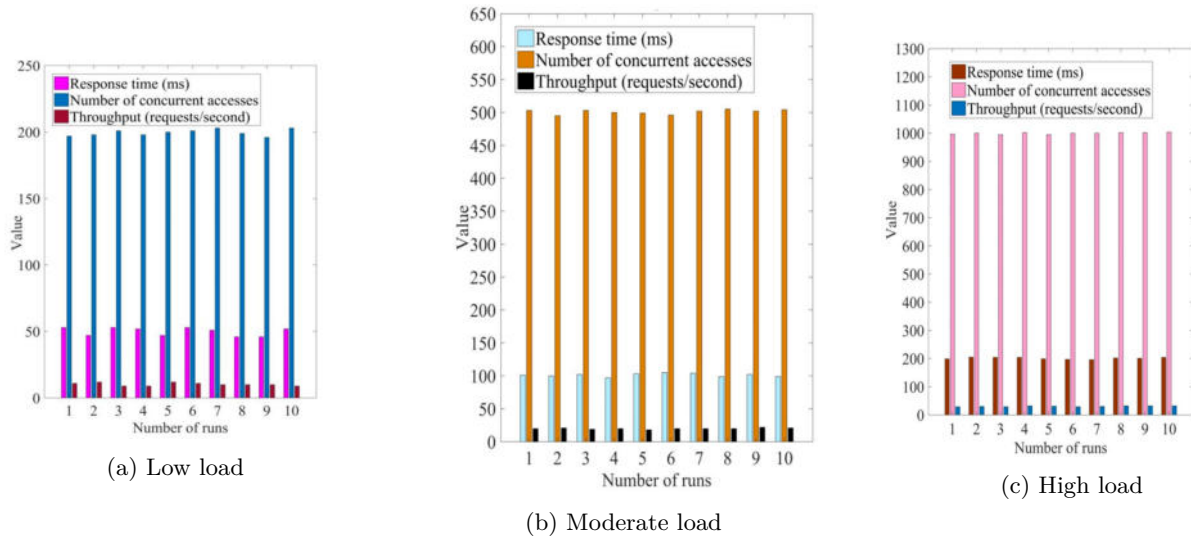 250
200
150
100
50
0
Value
Response time (ms)
Number of concurrent accesses
Throughput (requests/second)
1 2 3 4 5 6 7 8 9 10
Number of runs
(a) Low load
650
600
550
500
450
400
350
300
250
200
150
100
50
0
Value
Response time (ms)
Number of concurrent accesses
Throughput (requests/second)
1 2 3 4 5 6 7 8 9 10
Number of runs
(b) Moderate load
1300
1200
1100
1000
900
800
700
600
500
400
300
200
100
0
Value
Response time (ms)
Number of concurrent accesses
Throughput (requests/second)
1 2 3 4 5 6 7 8 9 10
Number of runs
(c) High load